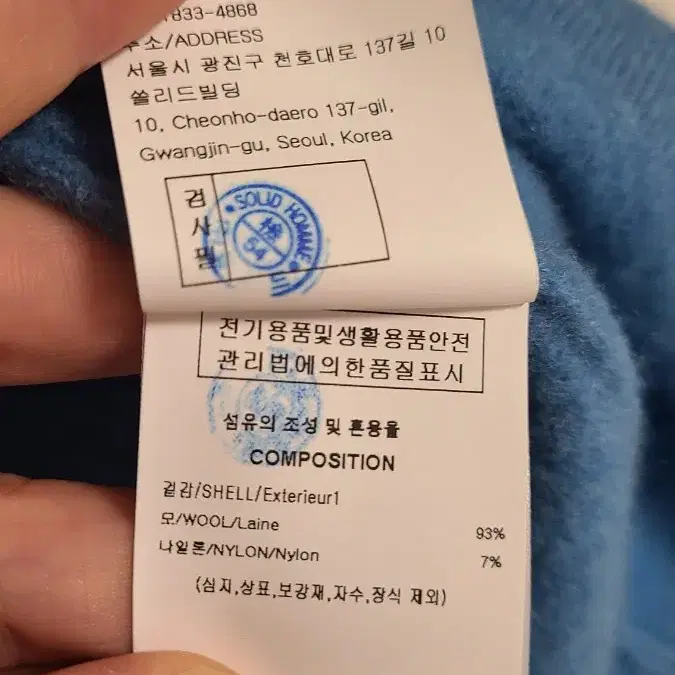 1833-4868
주소/ADDRESS
서울시 광진구 천호대로 137길 10
쏠리드빌딩
10, Cheonho-daero 137-gil,
Gwangjin-gu, Seoul, Korea
검사필
SOLID HOMME
54
전기용품및생활용품안전
관리법에의한품질표시
섬유의 조성 및 혼용율
COMPOSITION
겉감/SHELL/Exterieur1
모/WOOL/Laine 93%
나일론/NYLON/Nylon 7%
(심지,상표,보강재,자수,장식 제외)